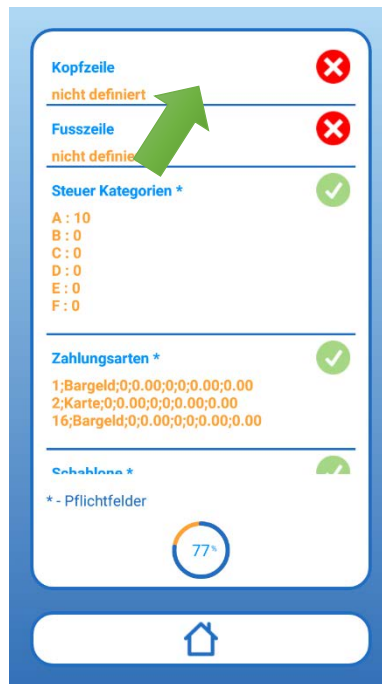 Kopfzeile
nicht definiert
Fusszeile
nicht
Steuer Kategorien *
A : 10
B : 0
C : 0
D : 0
E : 0
F : 0
Zahlungsarten *
1;Bargeld;0;0.00;0;0;0.00;0.00
2;Karte;0;0.00;0;0;0.00;0.00
16;Bargeld;0;0.00;0;0;0.00;0.00
Schablone *
* - Pflichtfelder
77%